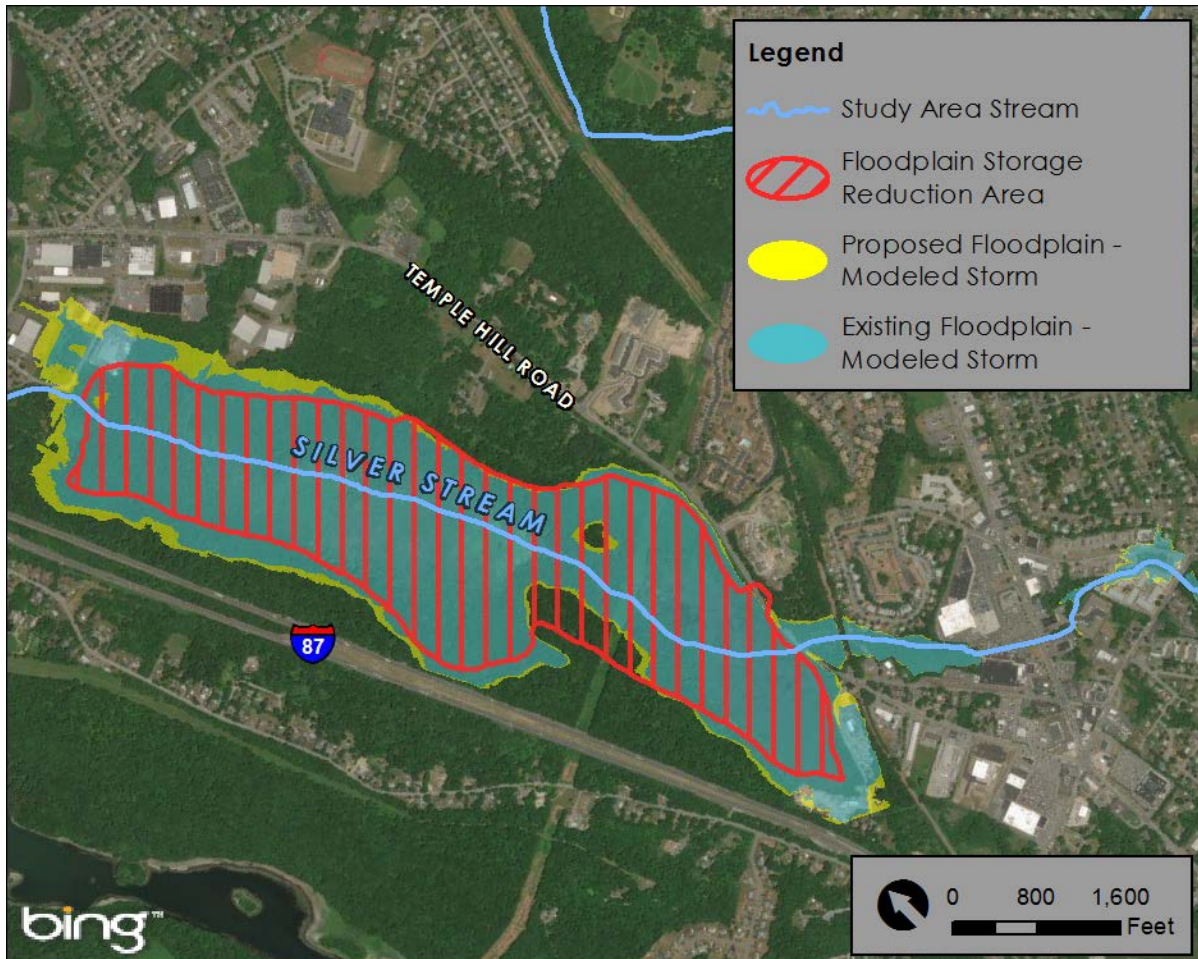 Legend
Study Area Stream
Floodplain Storage
Reduction Area
Proposed Floodplain -
Modeled Storm
Existing Floodplain -
Modeled Storm
TEMPLE HILL ROAD
SILVER STREAM
87
0 800 1,600
Feet
bing™